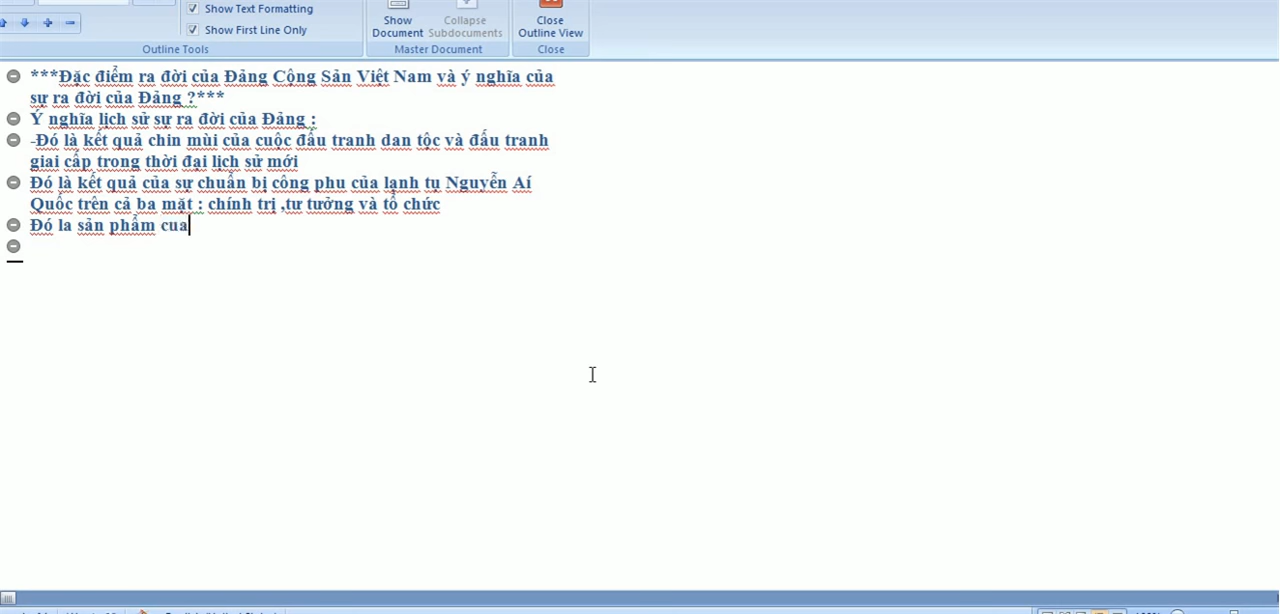 Show Text Formatting
Show First Line Only
Outline Tools
Show Document
Collapse Subdocuments
Master Document
Close Outline View
Close
***Đặc điểm ra đời của Đảng Cộng Sản Việt Nam và ý nghĩa của
sự ra đời của Đảng ?***
Ý nghĩa lịch sử sự ra đời của Đảng :
-Đó là kết quả chin mùi của cuộc đấu tranh dan tộc và đấu tranh
giai cấp trong thời đại lịch sử mới
Đó là kết quả của sự chuẩn bị công phu của lạnh tụ Nguyễn Aí
Quốc trên cả ba mặt : chính trị ,tư tưởng và tổ chức
Đó la sản phẩm cua